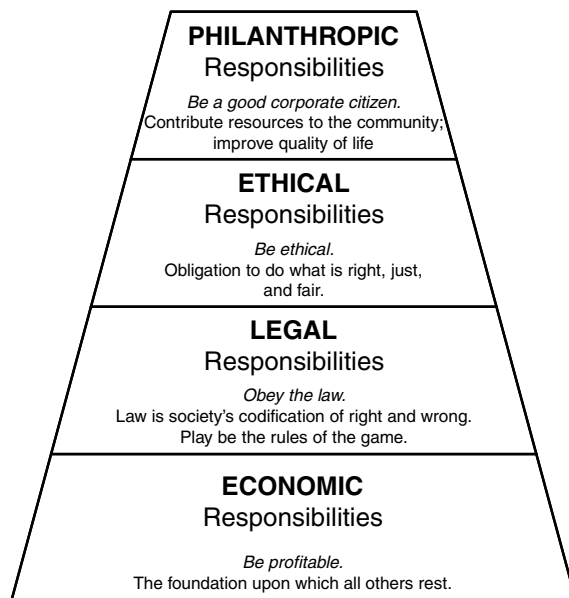 PHILANTHROPIC
Responsibilities
Be a good corporate citizen.
Contribute resources to the community;
improve quality of life
ETHICAL
Responsibilities
Be ethical.
Obligation to do what is right, just,
and fair.
LEGAL
Responsibilities
Obey the law.
Law is society’s codification of right and wrong.
Play be the rules of the game.
ECONOMIC
Responsibilities
Be profitable.
The foundation upon which all others rest.